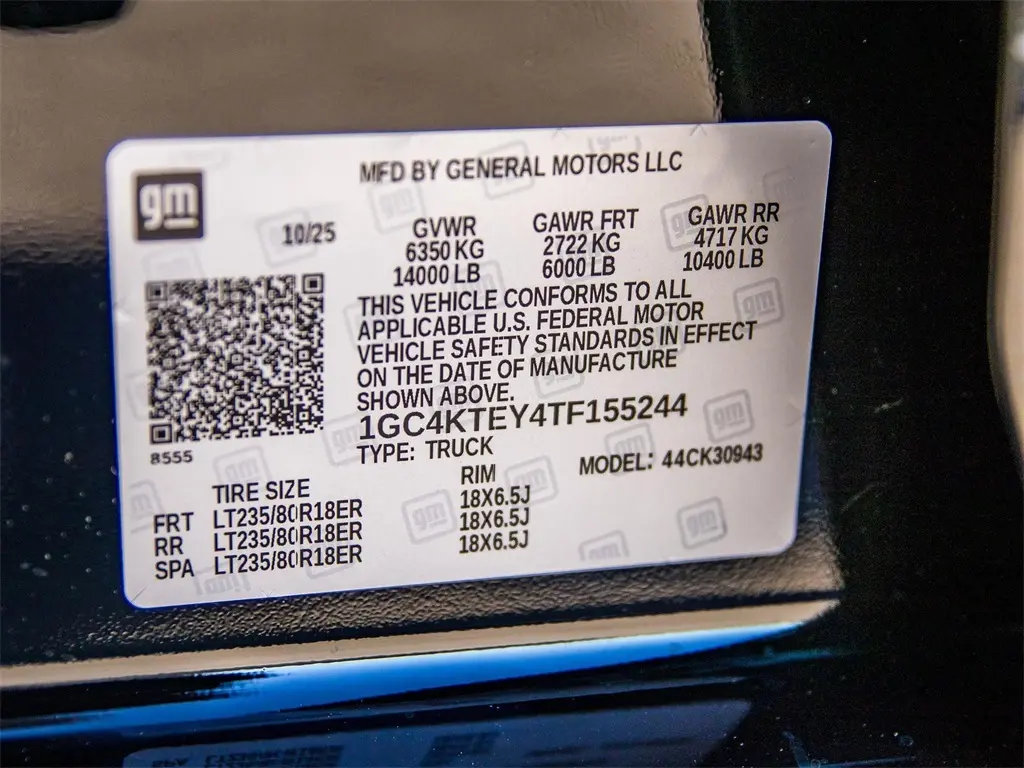 gm
MFD BY GENERAL MOTORS LLC
10/25 GVWR GAWR FRT GAWR RR
6350 KG 2722 KG 4717 KG
14000 LB 6000 LB 10400 LB
THIS VEHICLE CONFORMS TO ALL
APPLICABLE U.S. FEDERAL MOTOR
VEHICLE SAFETY STANDARDS IN EFFECT
ON THE DATE OF MANUFACTURE
SHOWN ABOVE.
1GC4KTEY4TF155244
8555 TYPE: TRUCK MODEL: 44CK30943
TIRE SIZE RIM
FRT LT235/80R18ER 18X6.5J
RR LT235/80R18ER 18X6.5J
SPA LT235/80R18ER 18X6.5J